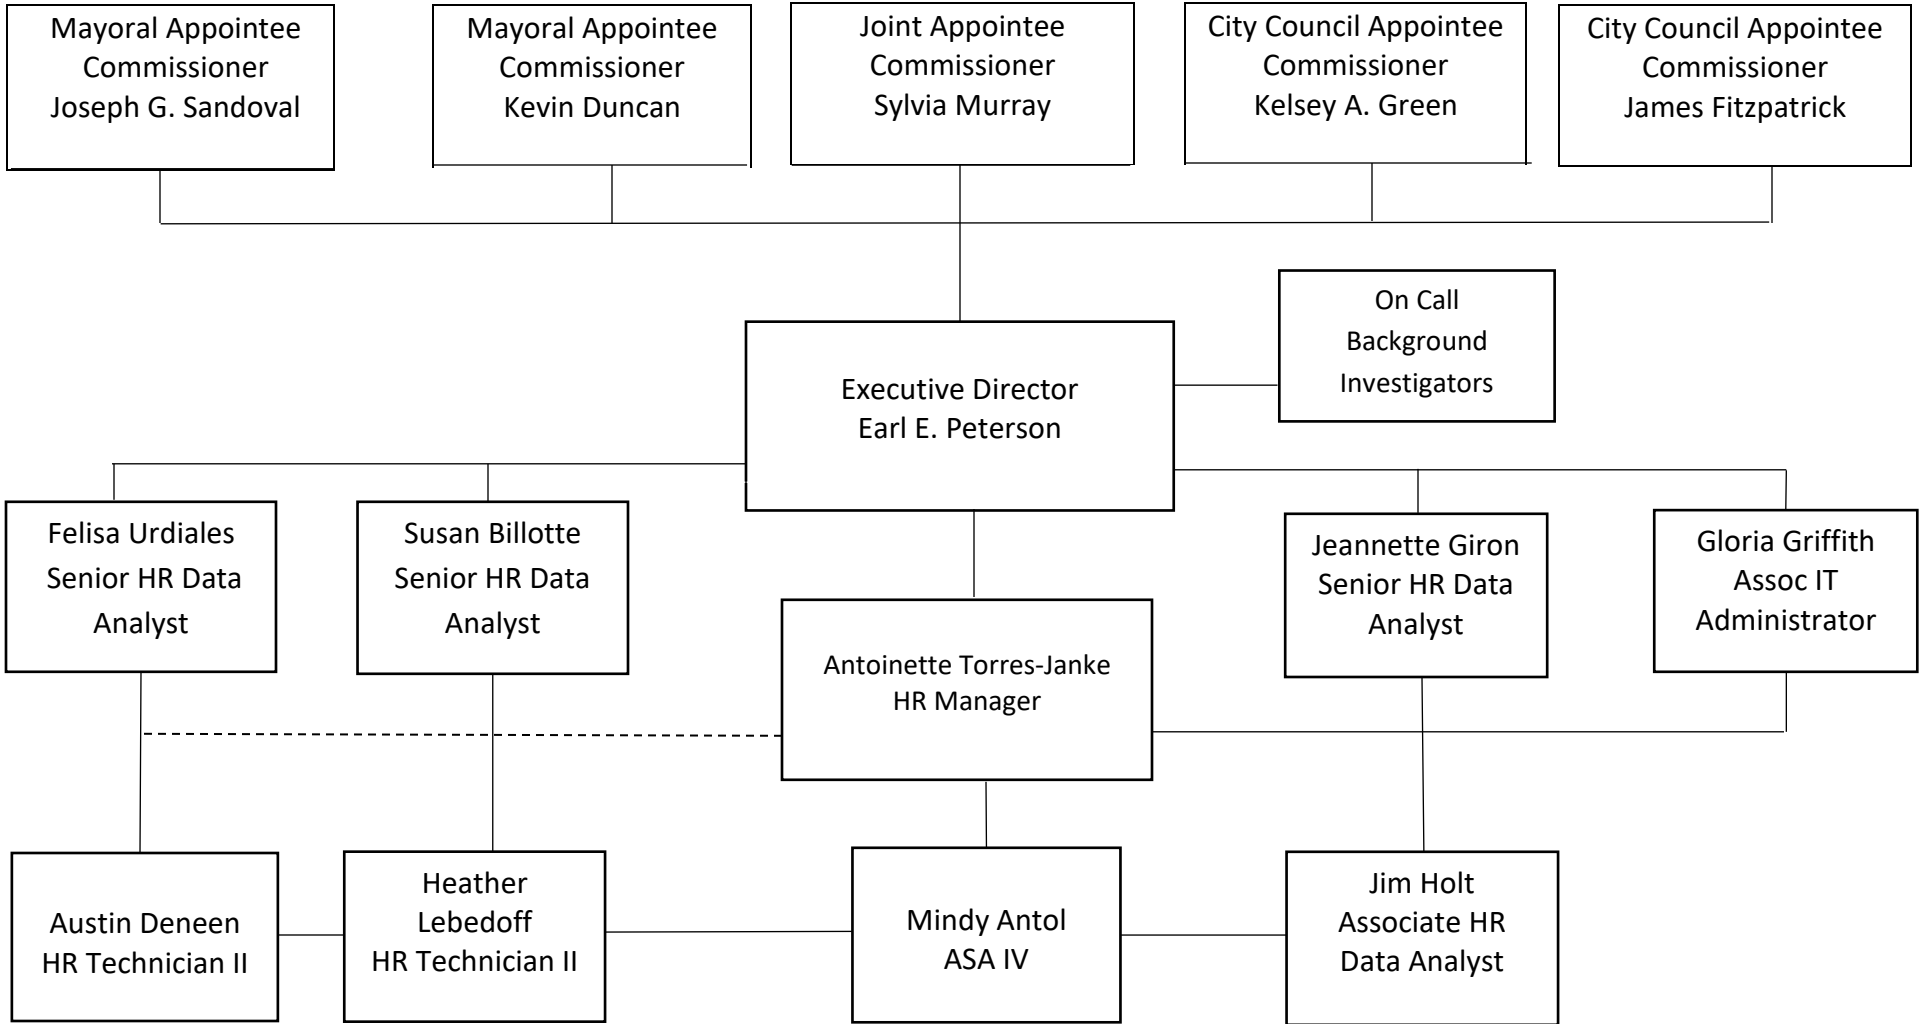 Mayoral Appointee
Commissioner
Joseph G. Sandoval
Mayoral Appointee
Commissioner
Kevin Duncan
Joint Appointee
Commissioner
Sylvia Murray
City Council Appointee
Commissioner
Kelsey A. Green
City Council Appointee
Commissioner
James Fitzpatrick
On Call
Background
Investigators
Executive Director
Earl E. Peterson
Felisa Urdiales
Senior HR Data
Analyst
Susan Billotte
Senior HR Data
Analyst
Jeannette Giron
Senior HR Data
Analyst
Gloria Griffith
Assoc IT
Administrator
Antoinette Torres-Janke
HR Manager
Austin Deneen
HR Technician II
Heather
Lebedoff
HR Technician II
Mindy Antol
ASA IV
Jim Holt
Associate HR
Data Analyst